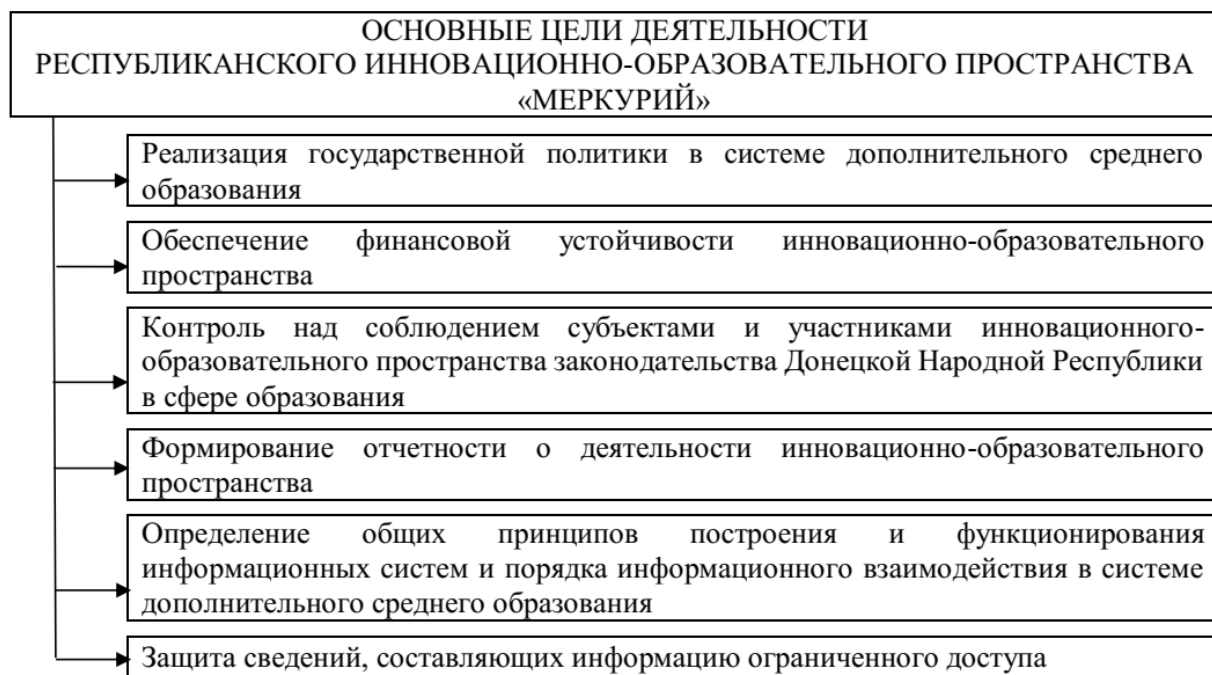 ОСНОВНЫЕ ЦЕЛИ ДЕЯТЕЛЬНОСТИ
РЕСПУБЛИКАНСКОГО ИННОВАЦИОННО-ОБРАЗОВАТЕЛЬНОГО ПРОСТРАНСТВА
«МЕРКУРИЙ»
Реализация государственной политики в системе дополнительного среднего
образования
Обеспечение финансовой устойчивости инновационно-образовательного
пространства
Контроль над соблюдением субъектами и участниками инновационного-
образовательного пространства законодательства Донецкой Народной Республики
в сфере образования
Формирование отчетности о деятельности инновационно-образовательного
пространства
Определение общих принципов построения и функционирования
информационных систем и порядка информационного взаимодействия в системе
дополнительного среднего образования
Защита сведений, составляющих информацию ограниченного доступа